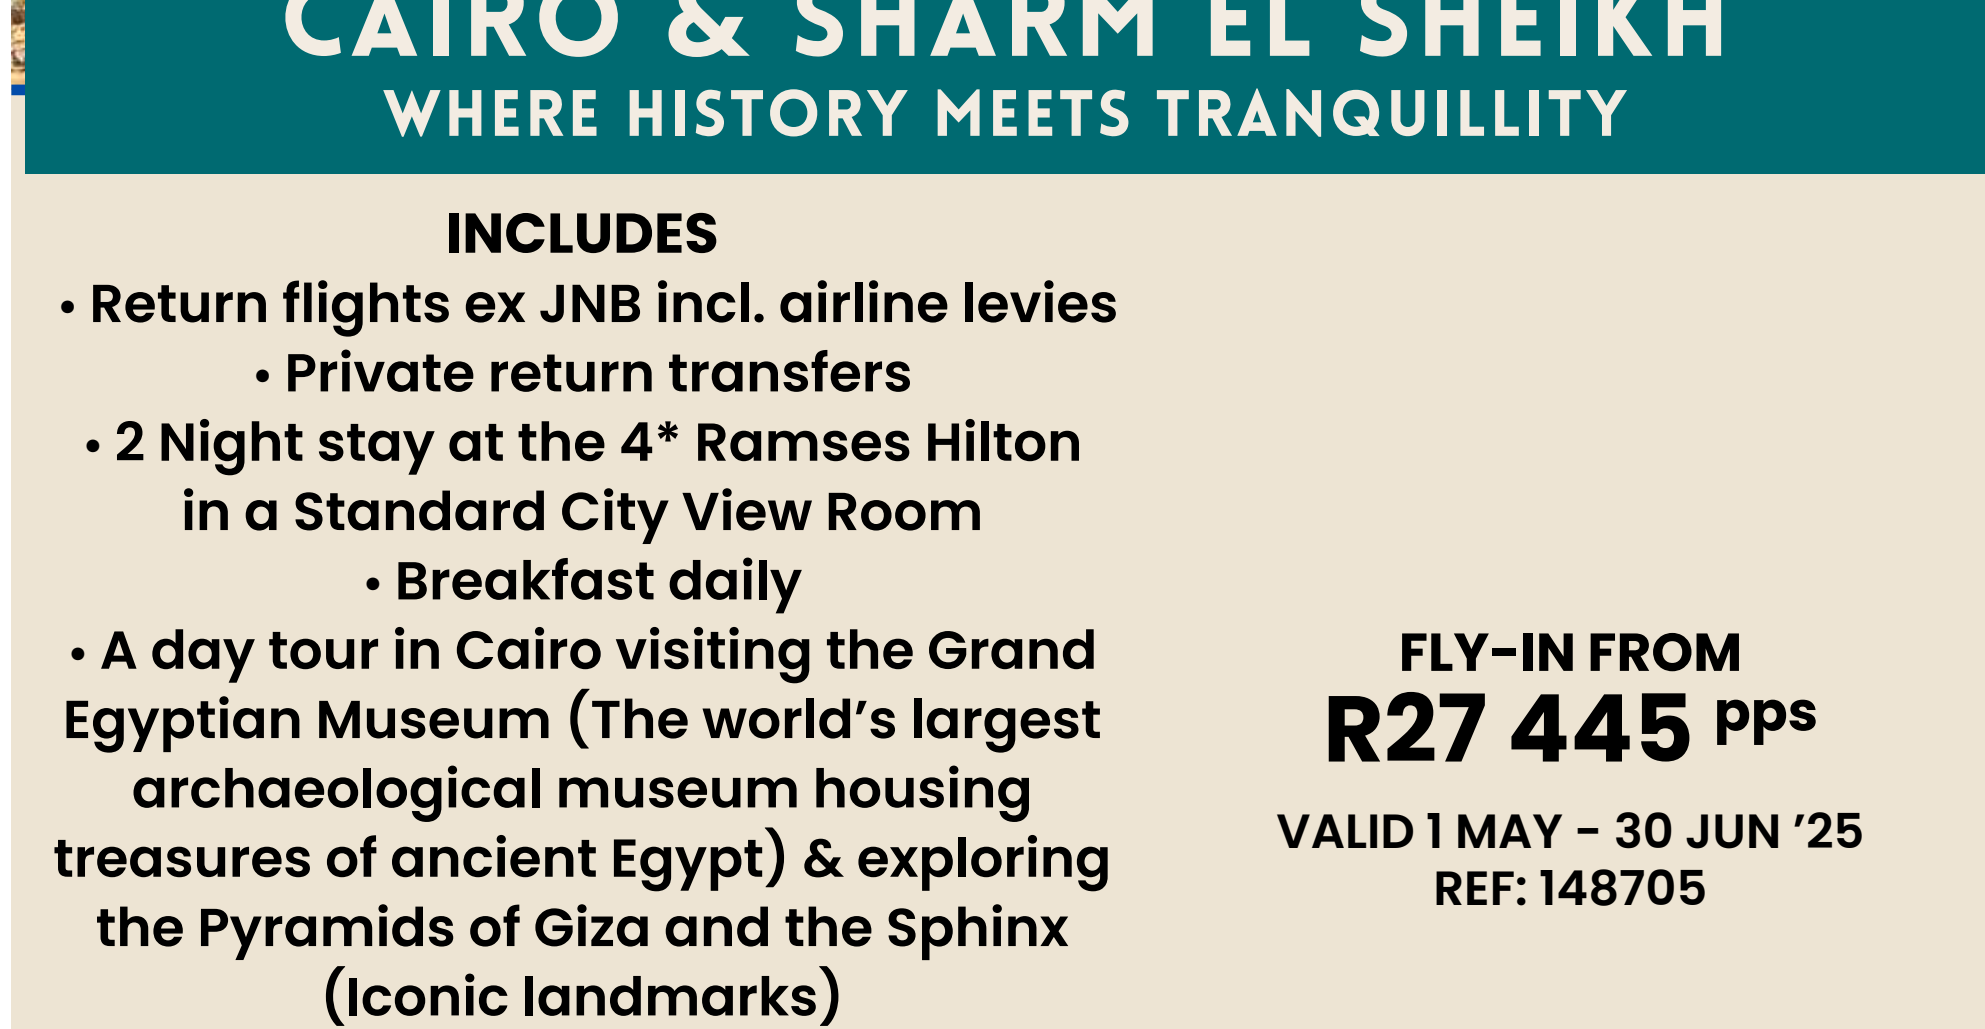 CAIRO & SHARM EL SHEIKH
WHERE HISTORY MEETS TRANQUILLITY
INCLUDES
• Return flights ex JNB incl. airline levies
• Private return transfers
• 2 Night stay at the 4* Ramses Hilton
in a Standard City View Room
• Breakfast daily
• A day tour in Cairo visiting the Grand
Egyptian Museum (The world’s largest
archaeological museum housing
treasures of ancient Egypt) & exploring
the Pyramids of Giza and the Sphinx
(Iconic landmarks)
FLY-IN FROM
R27 445 pps
VALID 1 MAY - 30 JUN ’25
REF: 148705